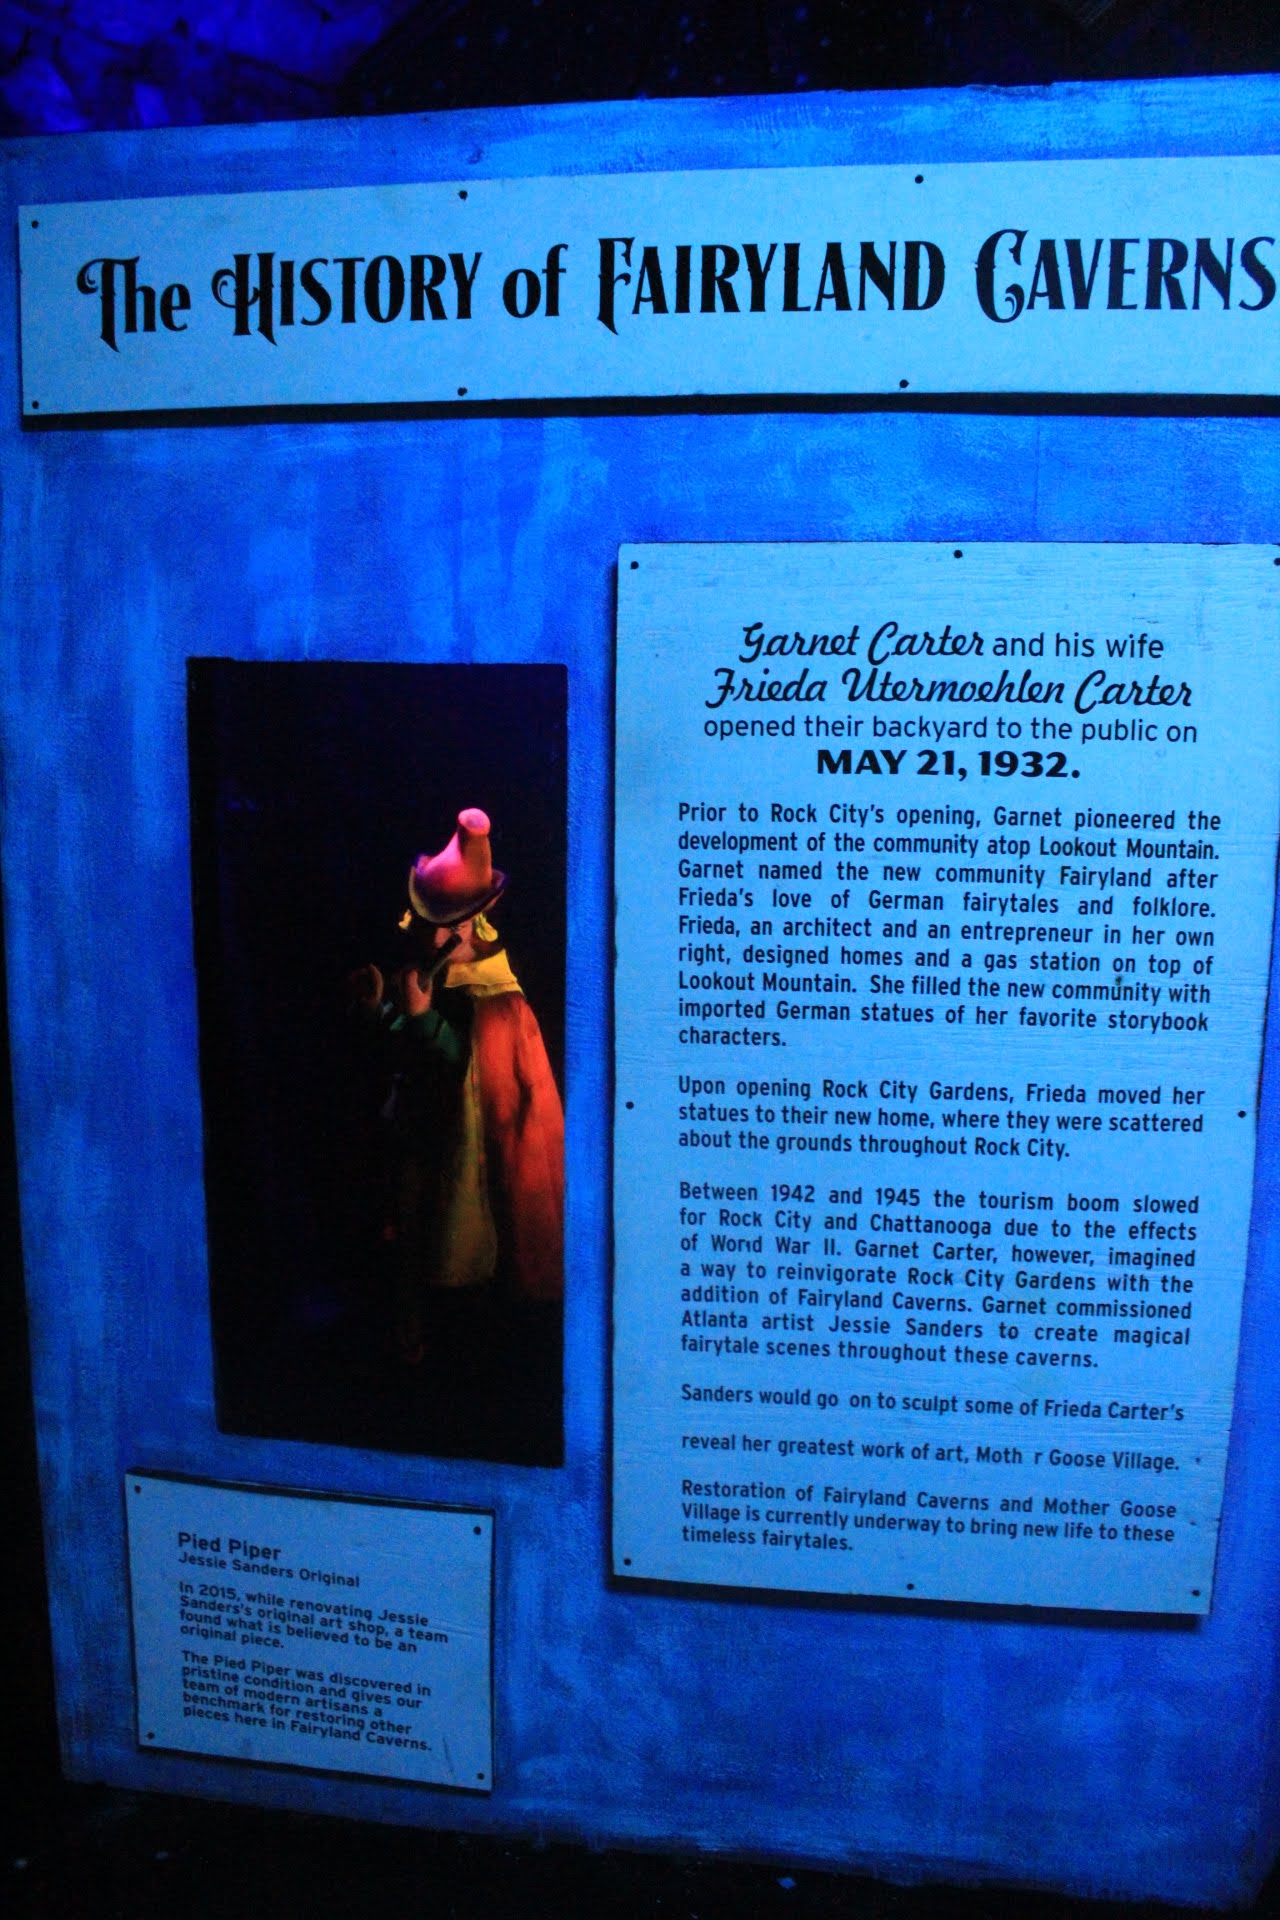 The History of Fairyland Caverns
Garnet Carter and his wife
Frieda Utermoehlen Carter
opened their backyard to the public on
MAY 21, 1932.
Prior to Rock City's opening, Garnet pioneered the
development of the community atop Lookout Mountain.
Garnet named the new community Fairyland after
Frieda's love of German fairytales and folklore.
Frieda, an architect and an entrepreneur in her own
right, designed homes and a gas station on top of
Lookout Mountain. She filled the new community with
imported German statues of her favorite storybook
characters.
Upon opening Rock City Gardens, Frieda moved her
statues to their new home, where they were scattered
about the grounds throughout Rock City.
Between 1942 and 1945 the tourism boom slowed
for Rock City and Chattanooga due to the effects
of World War II. Garnet Carter, however, imagined
a way to reinvigorate Rock City Gardens with the
addition of Fairyland Caverns. Garnet commissioned
Atlanta artist Jessie Sanders to create magical
fairytale scenes throughout these caverns.
Sanders would go on to sculpt some of Frieda Carter's
reveal her greatest work of art, Moth r Goose Village.
Restoration of Fairyland Caverns and Mother Goose
Village is currently underway to bring new life to these
timeless fairytales.
Pied Piper
Jessie Sanders Original
In 2015, while renovating Jessie
Sanders's original art shop, a team
found what is believed to be an
original piece.
The Pied Piper was discovered in
pristine condition and gives our
team of modern artisans a
benchmark for restoring other
pieces here in Fairyland Caverns.